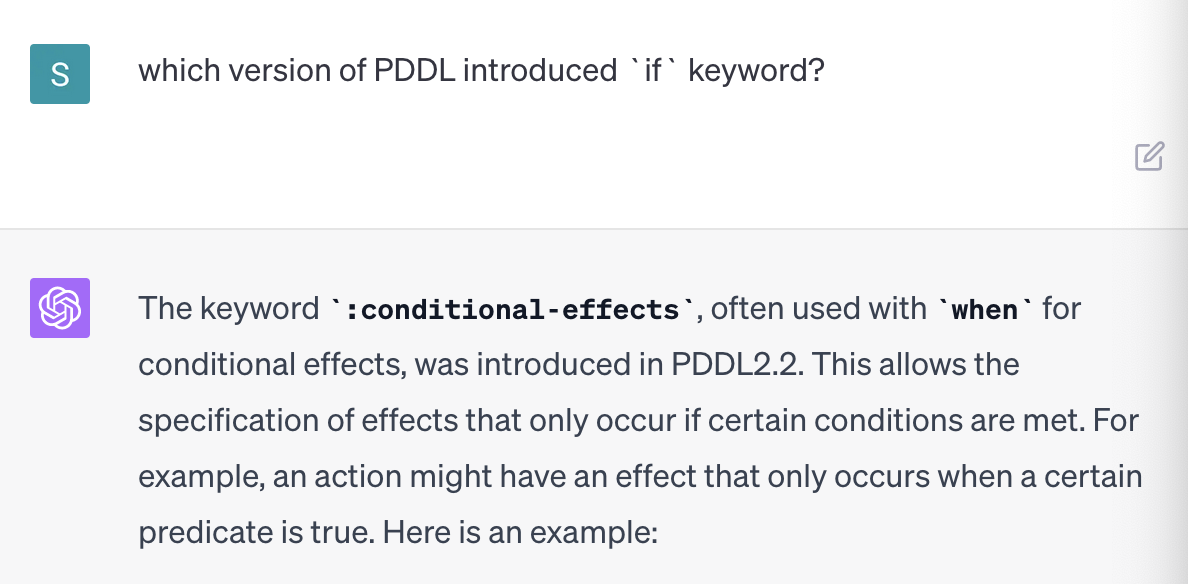 S
which version of PDDL introduced `if` keyword?
The keyword `:conditional-effects`, often used with `when` for
conditional effects, was introduced in PDDL2.2. This allows the
specification of effects that only occur if certain conditions are met. For
example, an action might have an effect that only occurs when a certain
predicate is true. Here is an example: